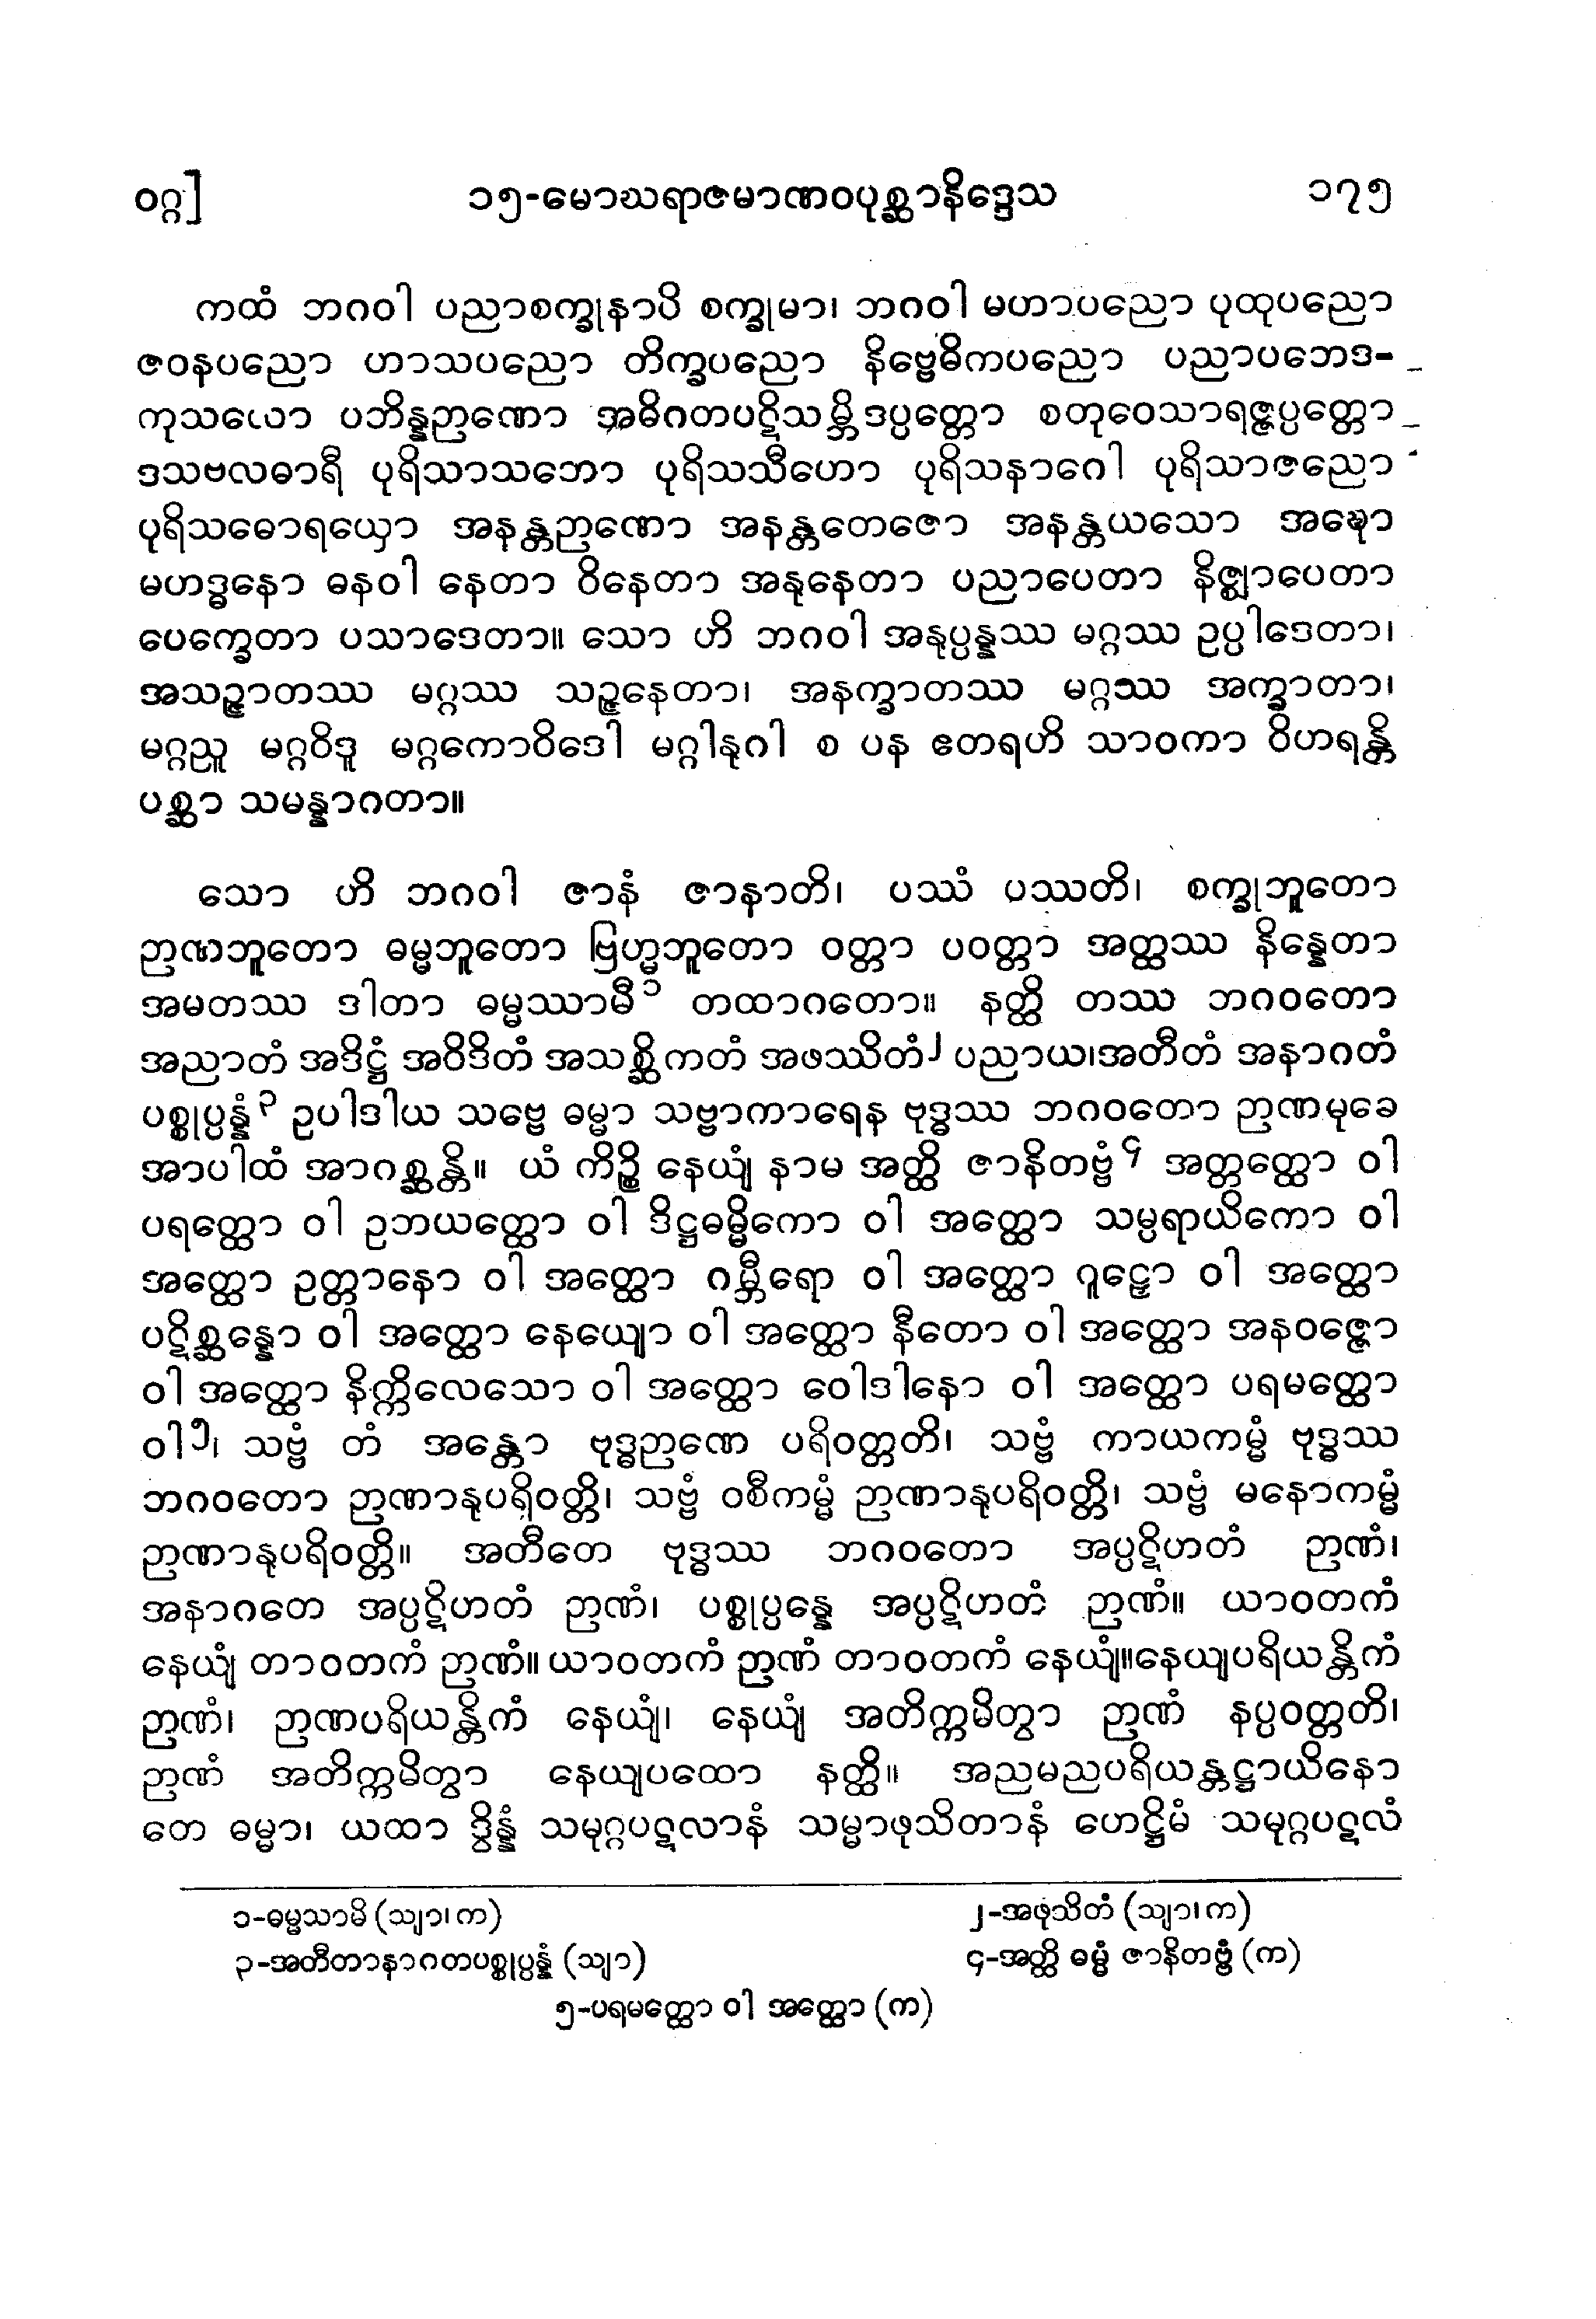 ဝဂ္ဂ] ၁၅-မောဃရာဇမာဏဝပုစ္ဆာနိဒ္ဒေသ ၁၇၅
ကထံ ဘဂဝါ ပညာစက္ခုနာပိ စက္ခုမာ၊ ဘဂဝါ မဟာပညော ပုထုပညော
ဇဝနပညော ဟာသပညော တိက္ခပညော နိဗ္ဗေဓိကပညော ပညာပဘေဒ-
ကုသလော ပဘိန္နဉာဏော အဓိဂတပဋိသမ္ဘိဒပ္ပတ္တော စတုဝေသာရဇ္ဇပ္ပတ္တော
ဒသဗလဓာရီ ပုရိသာသဘော ပုရိသသီဟော ပုရိသနာဂေါ ပုရိသာဇညော
ပုရိသဓောရယှော အနန္တဉာဏော အနန္တတေဇော အနန္တယသော အဍ္ဎော
မဟဒ္ဓနော ဓနဝါ နေတာ ဝိနေတာ အနုနေတာ ပညာပေတာ နိဇ္ဈာပေတာ
ပေက္ခေတာ ပသာဒေတာ။ သော ဟိ ဘဂဝါ အနုပ္ပန္နဿ မဂ္ဂဿ ဥပ္ပါဒေတာ၊
အသဉ္ဇာတဿ မဂ္ဂဿ သဉ္ဇနေတာ၊ အနက္ခာတဿ မဂ္ဂဿ အက္ခာတာ၊
မဂ္ဂညူ မဂ္ဂဝိဒူ မဂ္ဂကောဝိဒေါ မဂ္ဂါနုဂါ စ ပန ဧတရဟိ သာဝကာ ဝိဟရန္တိ
ပစ္ဆာ သမန္နာဂတာ။
သော ဟိ ဘဂဝါ ဇာနံ ဇာနာတိ၊ ပဿံ ပဿတိ၊ စက္ခုဘူတော
ဉာဏဘူတော ဓမ္မဘူတော ဗြဟ္မဘူတော ဝတ္တာ ပဝတ္တာ အတ္ထဿ နိန္နေတာ
အမတဿ ဒါတာ ဓမ္မဿာမီ၁ တထာဂတော။ နတ္ထိ တဿ ဘဂဝတော
အညာတံ အဒိဋ္ဌံ အဝိဒိတံ အသစ္ဆိကတံ အဖဿိတံ၂ ပညာယ၊အတီတံ အနာဂတံ
ပစ္စုပ္ပန္နံ၃ ဥပါဒါယ သဗ္ဗေ ဓမ္မာ သဗ္ဗာကာရေန ဗုဒ္ဓဿ ဘဂဝတော ဉာဏမုခေ
အာပါထံ အာဂစ္ဆန္တိ။ ယံ ကိဉ္စိ နေယျံ နာမ အတ္ထိ ဇာနိတဗ္ဗံ၄ အတ္တတ္ထော ဝါ
ပရတ္ထော ဝါ ဥဘယတ္ထော ဝါ ဒိဋ္ဌဓမ္မိကော ဝါ အတ္ထော သမ္ပရာယိကော ဝါ
အတ္ထော ဥတ္တာနော ဝါ အတ္ထော ဂမ္ဘီရော ဝါ အတ္ထော ဂူဠှော ဝါ အတ္ထော
ပဋိစ္ဆန္နော ဝါ အတ္ထော နေယျော ဝါ အတ္ထော နီတော ဝါ အတ္ထော အနဝဇ္ဇော
ဝါ အတ္ထော နိက္ကိလေသော ဝါ အတ္ထော ဝေါဒါနော ဝါ အတ္ထော ပရမတ္ထော
ဝါ၅၊ သဗ္ဗံ တံ အန္တော ဗုဒ္ဓဉာဏေ ပရိဝတ္တတိ၊ သဗ္ဗံ ကာယကမ္မံ ဗုဒ္ဓဿ
ဘဂဝတော ဉာဏာနုပရိဝတ္တိ၊ သဗ္ဗံ ဝစီကမ္မံ ဉာဏာနုပရိဝတ္တိ၊ သဗ္ဗံ မနောကမ္မံ
ဉာဏာနုပရိဝတ္တိ။ အတီတေ ဗုဒ္ဓဿ ဘဂဝတော အပ္ပဋိဟတံ ဉာဏံ၊
အနာဂတေ အပ္ပဋိဟတံ ဉာဏံ၊ ပစ္စုပ္ပန္နေ အပ္ပဋိဟတံ ဉာဏံ။ ယာဝတကံ
နေယျံ တာဝတကံ ဉာဏံ။ ယာဝတကံ ဉာဏံ တာဝတကံ နေယျံ။နေယျပရိယန္တိကံ
ဉာဏံ၊ ဉာဏပရိယန္တိကံ နေယျံ၊ နေယျံ အတိက္ကမိတွာ ဉာဏံ နပ္ပဝတ္တတိ၊
ဉာဏံ အတိက္ကမိတွာ နေယျပထော နတ္ထိ။ အညမညပရိယန္တဋ္ဌာယိနော
တေ ဓမ္မာ၊ ယထာ ဒွိန္နံ သမုဂ္ဂပဋလာနံ သမ္မာဖုသိတာနံ ဟေဋ္ဌိမံ သမုဂ္ဂပဋလံ
၁-ဓမ္မသာမိ (သျာ၊ က) ၂-အဖုသိတံ (သျာ၊ က)
၃-အတီတာနာဂတပစ္စုပ္ပန္နံ (သျာ) ၄-အတ္ထိ ဓမ္မံ ဇာနိတဗ္ဗံ (က)
၅-ပရမတ္ထော ဝါ အတ္ထော (က)